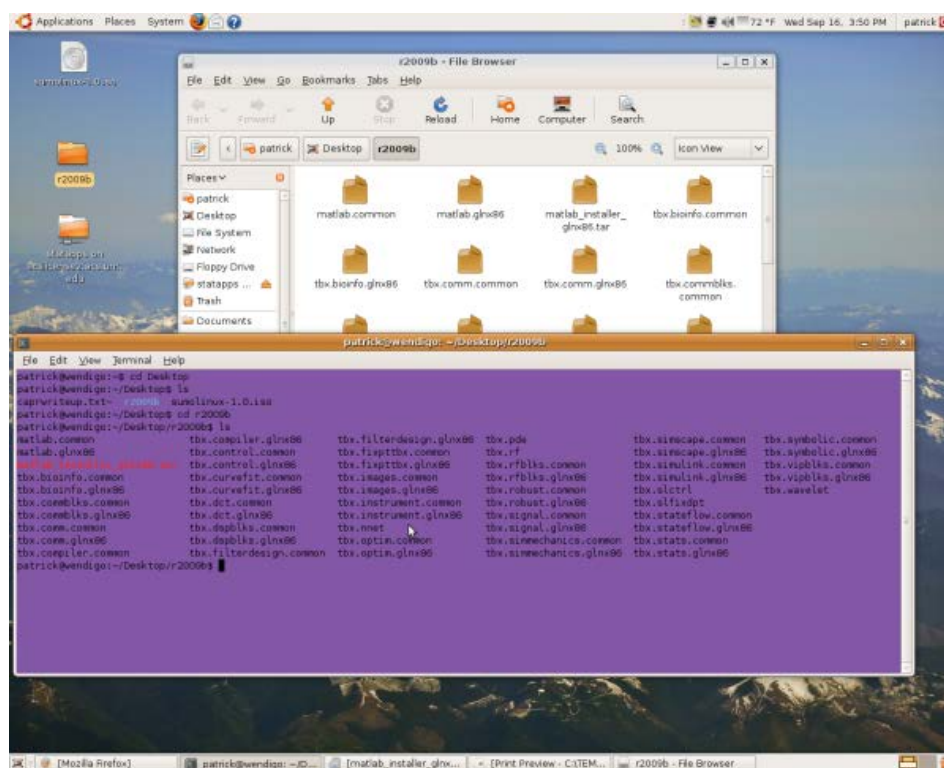 Applications Places System
72 °F Wed Sep 16, 3:50 PM patrick
r2009b - File Browser
File Edit View Go Bookmarks Tabs Help
Back Forward Up Stop Reload Home Computer Search
patrick Desktop r2009b 100% Icon View
r2009b
Places
patrick
Desktop
File System
Network
Floppy Drive
statapps ...
Trash
Documents
matlab.common matlab.glnx86 matlab_installer_glnx86.tar tbx.bioinfo.common
tbx.bioinfo.glnx86 tbx.comm.common tbx.comm.glnx86 tbx.commblks.common
patrick@wendigo: ~/Desktop/r2009b
File Edit View Terminal Help
patrick@wendigo:~$ cd Desktop
patrick@wendigo:~/Desktop$ ls
caprwriteup.txt~ r2009b sumolinux-1.0.iso
patrick@wendigo:~/Desktop$ cd r2009b
patrick@wendigo:~/Desktop/r2009b$ ls
matlab.common tbx.compiler.glnx86 tbx.filterdesign.glnx86 tbx.pde tbx.simscape.common tbx.symbolic.common
matlab.glnx86 tbx.control.common tbx.fixpttbx.common tbx.rf tbx.simscape.glnx86 tbx.symbolic.glnx86
matlab_installer_glnx86.tar tbx.control.glnx86 tbx.fixpttbx.glnx86 tbx.rfblks.common tbx.simulink.common tbx.vipblks.common
tbx.bioinfo.common tbx.curvefit.common tbx.images.common tbx.rfblks.glnx86 tbx.simulink.glnx86 tbx.vipblks.glnx86
tbx.bioinfo.glnx86 tbx.curvefit.glnx86 tbx.images.glnx86 tbx.robust.common tbx.slctrl tbx.wavelet
tbx.commblks.common tbx.dct.common tbx.instrument.common tbx.robust.glnx86 tbx.slfixdpt
tbx.commblks.glnx86 tbx.dct.glnx86 tbx.instrument.glnx86 tbx.signal.common tbx.stateflow.common
tbx.comm.common tbx.dspblks.common tbx.nnet tbx.signal.glnx86 tbx.stateflow.glnx86
tbx.comm.glnx86 tbx.dspblks.glnx86 tbx.optim.common tbx.simmechanics.common tbx.stats.common
tbx.compiler.common tbx.filterdesign.common tbx.optim.glnx86 tbx.simmechanics.glnx86 tbx.stats.glnx86
patrick@wendigo:~/Desktop/r2009b$
[Mozilla Firefox] patrick@wendigo: ~/D... [matlab_installer_glnx... [Print Preview - C:\TEM... r2009b - File Browser